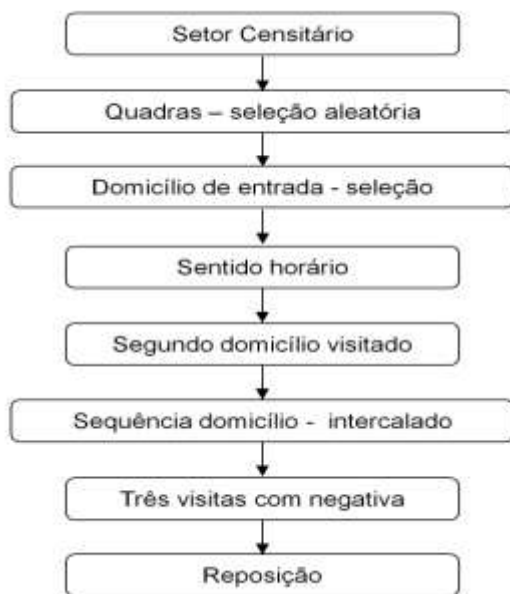 Setor Censitário
Quadras – seleção aleatória
Domicílio de entrada - seleção
Sentido horário
Segundo domicílio visitado
Sequência domicílio - intercalado
Três visitas com negativa
Reposição